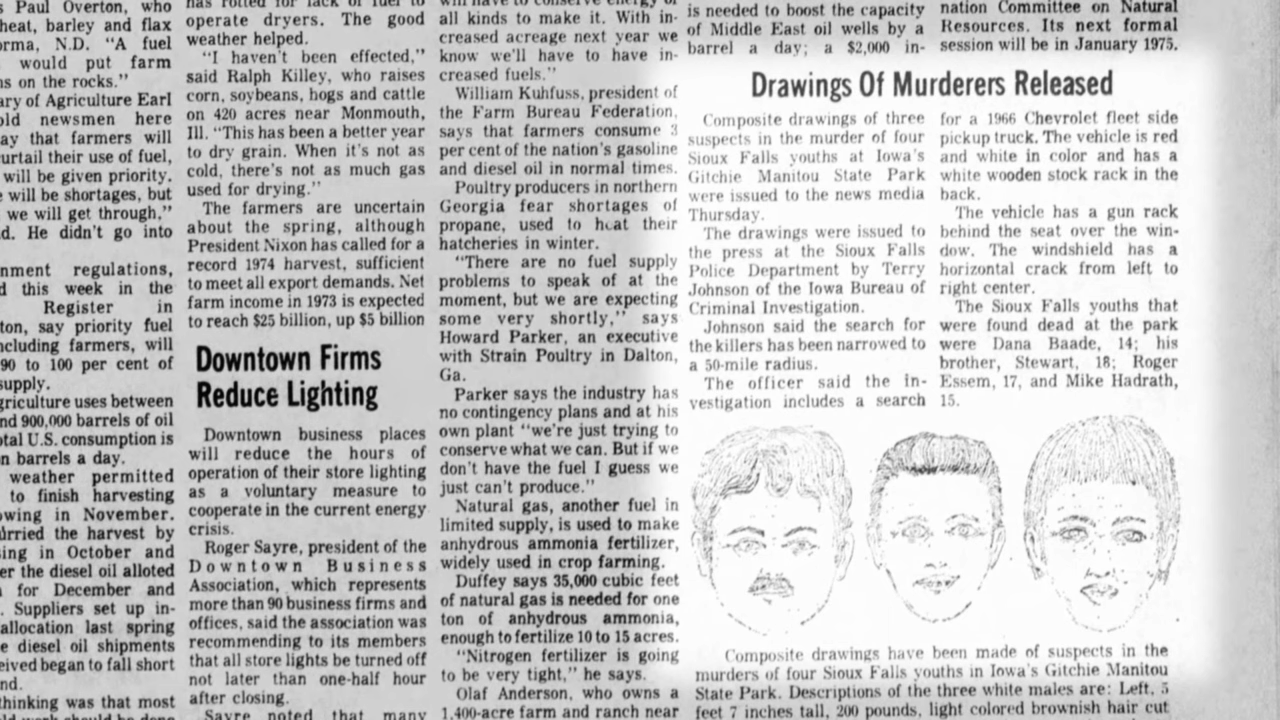 s Paul Overton, who
heat, barley and flax
orma, N.D. "A fuel
would put farm
ns on the rocks."
ary of Agriculture Earl
old newsmen here
ay that farmers will
urtail their use of fuel,
will be given priority.
e will be shortages, but
we will get through,"
d. He didn't go into
nment regulations,
d this week in the
Register in
ton, say priority fuel
ncluding farmers, will
90 to 100 per cent of
supply.
griculture uses between
nd 900,000 barrels of oil
otal U.S. consumption is
n barrels a day.
weather permitted
to finish harvesting
owing in November.
urried the harvest by
sing in October and
er the diesel oil alloted
for December and
. Suppliers set up in-
allocation last spring
e diesel oil shipments
eived began to fall short
nd.
thinking was that most
has rotted for lack of fuel to
operate dryers. The good
weather helped.
"I haven't been effected,"
said Ralph Killey, who raises
corn, soybeans, hogs and cattle
on 420 acres near Monmouth,
Ill. "This has been a better year
to dry grain. When it's not as
cold, there's not as much gas
used for drying."
The farmers are uncertain
about the spring, although
President Nixon has called for a
record 1974 harvest, sufficient
to meet all export demands. Net
farm income in 1973 is expected
to reach $25 billion, up $5 billion
Downtown Firms
Reduce Lighting
Downtown business places
will reduce the hours of
operation of their store lighting
as a voluntary measure to
cooperate in the current energy
crisis.
Roger Sayre, president of the
Downtown Business
Association, which represents
more than 90 business firms and
offices, said the association was
recommending to its members
that all store lights be turned off
not later than one-half hour
after closing.
Sayre noted that many
will have to conserve energy of
all kinds to make it. With in-
creased acreage next year we
know we'll have to have in-
creased fuels."
William Kuhfuss, president of
the Farm Bureau Federation,
says that farmers consume 3
per cent of the nation's gasoline
and diesel oil in normal times.
Poultry producers in northern
Georgia fear shortages of
propane, used to heat their
hatcheries in winter.
"There are no fuel supply
problems to speak of at the
moment, but we are expecting
some very shortly," says
Howard Parker, an executive
with Strain Poultry in Dalton,
Ga.
Parker says the industry has
no contingency plans and at his
own plant "we're just trying to
conserve what we can. But if we
don't have the fuel I guess we
just can't produce."
Natural gas, another fuel in
limited supply, is used to make
anhydrous ammonia fertilizer,
widely used in crop farming.
Duffey says 35,000 cubic feet
of natural gas is needed for one
ton of anhydrous ammonia,
enough to fertilize 10 to 15 acres.
"Nitrogen fertilizer is going
to be very tight," he says.
Olaf Anderson, who owns a
1,400-acre farm and ranch near
is needed to boost the capacity
of Middle East oil wells by a
barrel a day; a $2,000 in-
nation Committee on Natural
Resources. Its next formal
session will be in January 1975.
Drawings Of Murderers Released
Composite drawings of three
suspects in the murder of four
Sioux Falls youths at Iowa's
Gitchie Manitou State Park
were issued to the news media
Thursday.
The drawings were issued to
the press at the Sioux Falls
Police Department by Terry
Johnson of the Iowa Bureau of
Criminal Investigation.
Johnson said the search for
the killers has been narrowed to
a 50-mile radius.
The officer said the in-
vestigation includes a search
for a 1966 Chevrolet fleet side
pickup truck. The vehicle is red
and white in color and has a
white wooden stock rack in the
back.
The vehicle has a gun rack
behind the seat over the win-
dow. The windshield has a
horizontal crack from left to
right center.
The Sioux Falls youths that
were found dead at the park
were Dana Baade, 14; his
brother, Stewart, 18; Roger
Essem, 17, and Mike Hadrath,
15.
Composite drawings have been made of suspects in the
murders of four Sioux Falls youths in Iowa's Gitchie Manitou
State Park. Descriptions of the three white males are: Left, 5
feet 7 inches tall, 200 pounds, light colored brownish hair cut